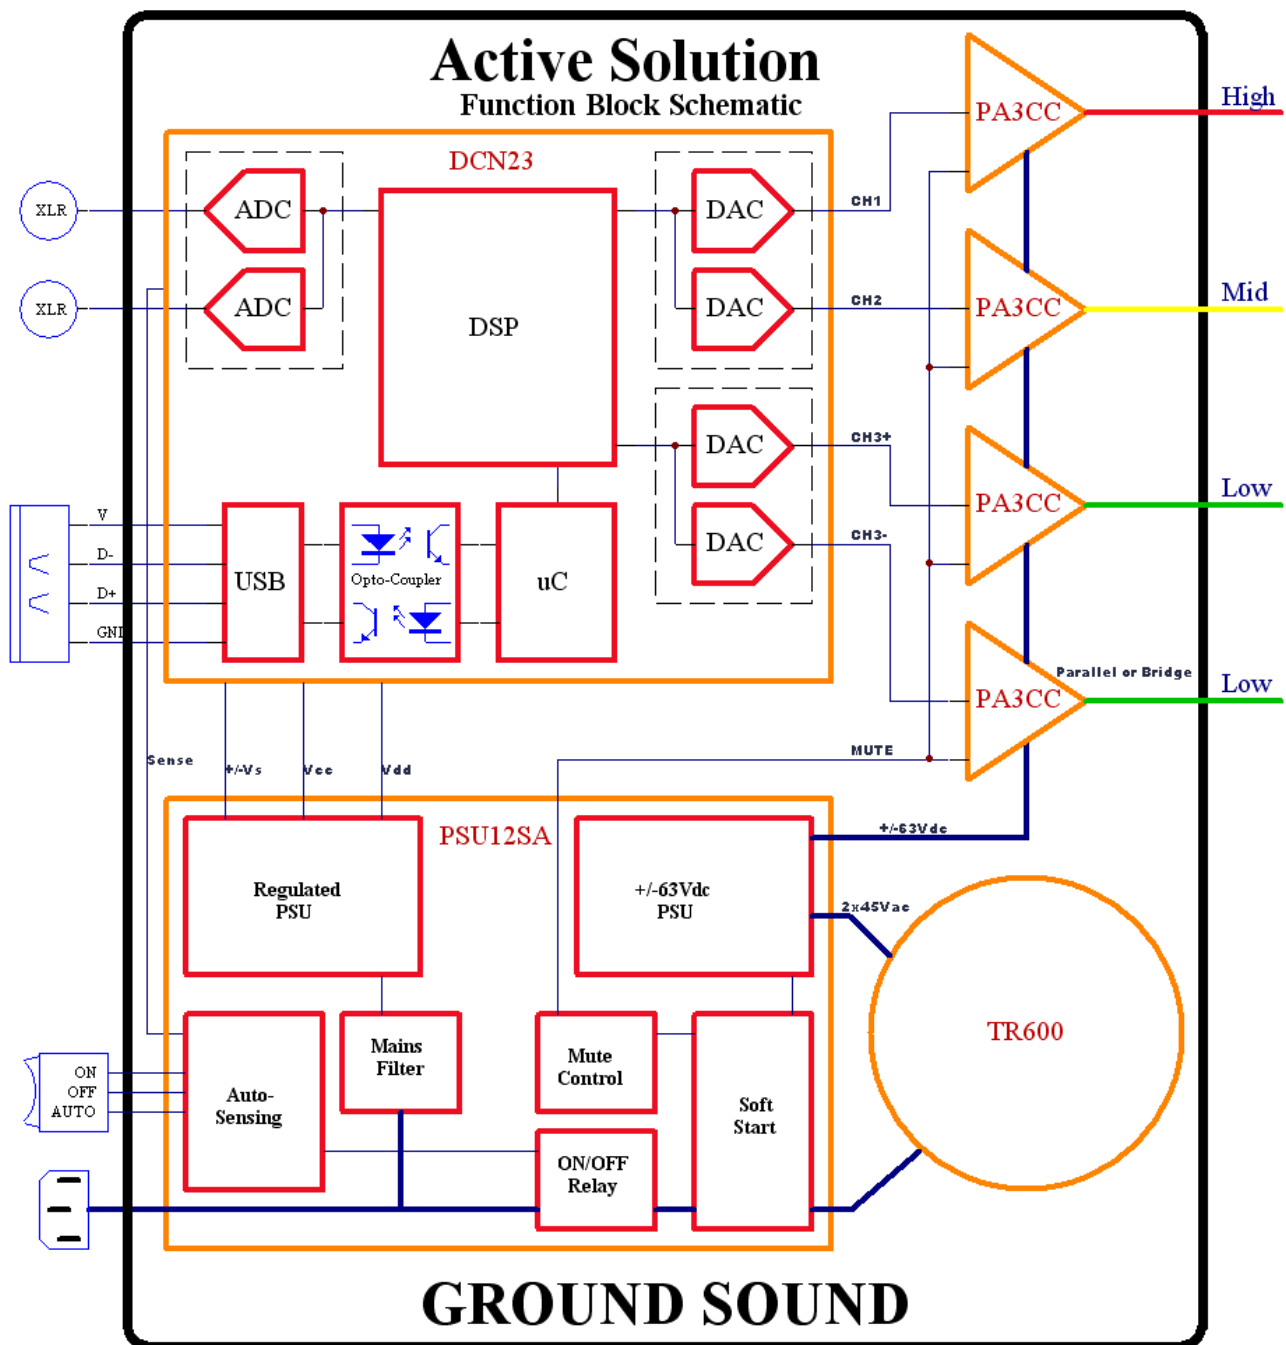 Active Solution
Function Block Schematic
DCN23
XLR
ADC
XLR
ADC
DSP
DAC
CH1
DAC
CH2
DAC
CH3+
DAC
CH3-
PA3CC
High
PA3CC
Mid
PA3CC
Low
PA3CC
Parallel or Bridge
Low
V
D-
D+
GND
USB
Opto-Coupler
uC
Sense
+/-Vs
Vcc
Vdd
MUTE
PSU12SA
Regulated
PSU
+/-63Vdc
PSU
+/-63Vdc
2x45Vac
TR600
ON
OFF
AUTO
Auto-
Sensing
Mains
Filter
Mute
Control
ON/OFF
Relay
Soft
Start
GROUND SOUND